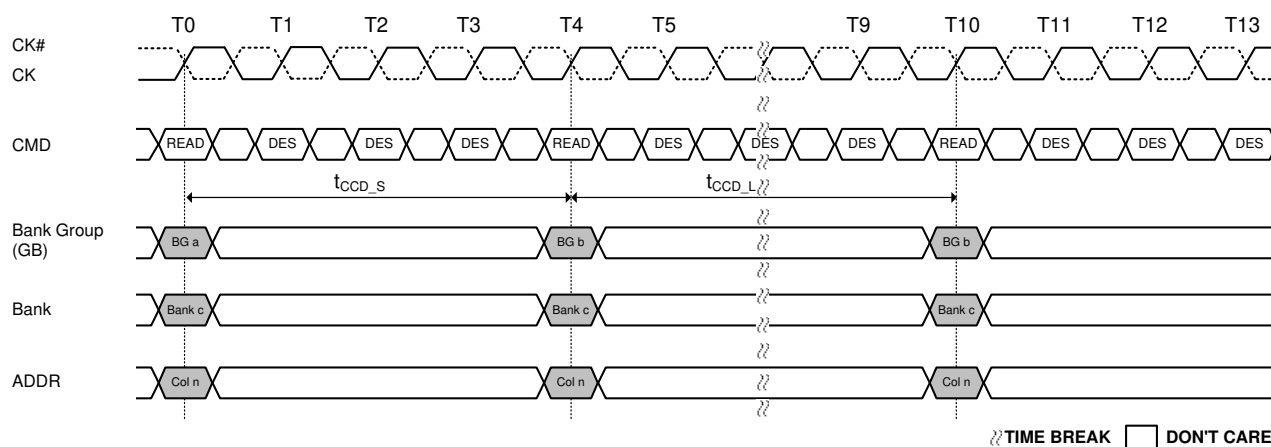 T0 T1 T2 T3 T4 T5 T9 T10 T11 T12 T13
CK#
CK
CMD READ DES DES DES READ DES DES DES READ DES DES DES
tCCD_S tCCD_L
Bank Group
(GB)
BG a BG b BG b
Bank Bank c Bank c Bank c
ADDR Col n Col n Col n
TIME BREAK DON'T CARE